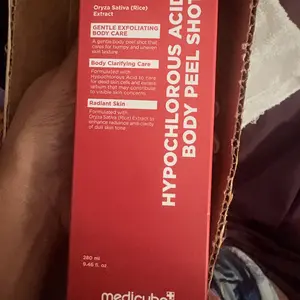 Oryza Sativa (Rice)
Extract
GENTLE EXFOLIATING
BODY CARE
A gentle body peel shot that
cares for bumpy and uneven
skin texture
Body Clarifying Care
Formulated with
Hypochlorous Acid to care
for dead skin cells and excess
sebum that may contribute
to visible skin concerns.
Radiant Skin
Formulated with
Oryza Sativa (Rice) Extract to
enhance radiance and clarity
of dull skin tone
280 ml
9.46 fl. oz
medicube
HYPOCHLOROUS ACID
BODY PEEL SHOT